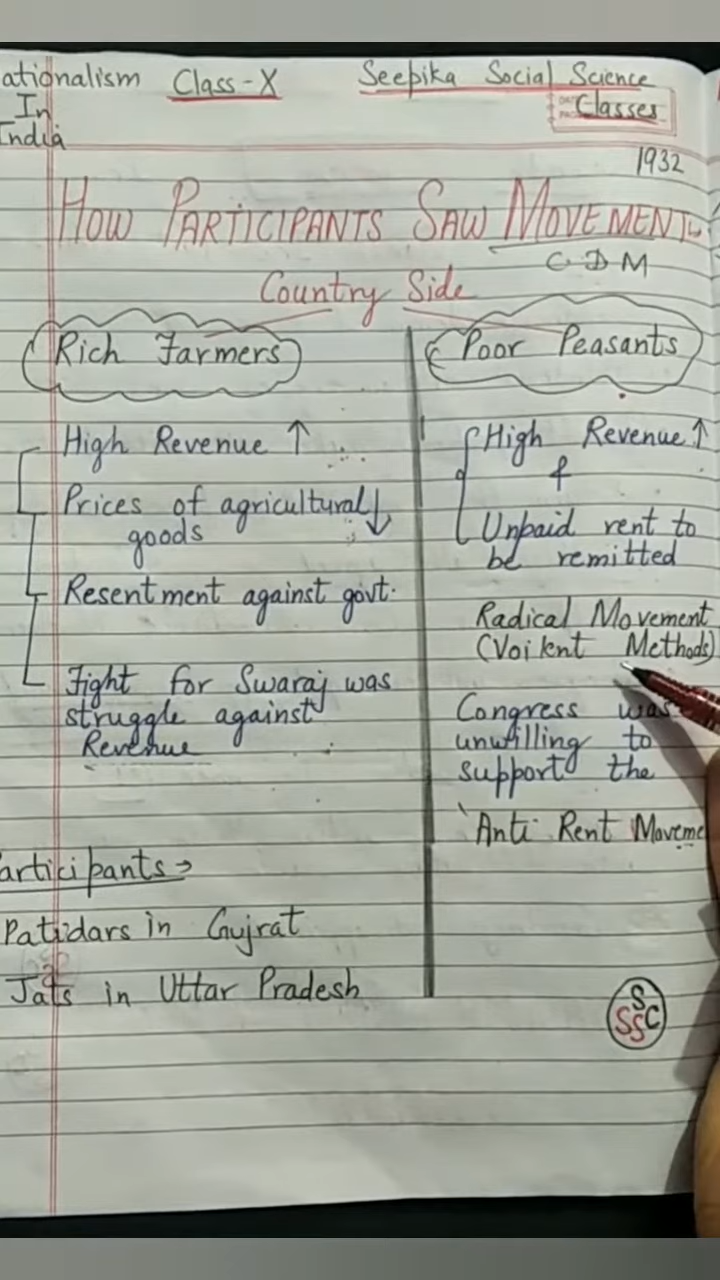 ationalism
In
India
Class-X
Seepika Social Science
Classes
1932
HOW PARTICIPANTS SAW MOVEMENT
C D M
Country Side
Rich Farmers
High Revenue ↑
Prices of agricultural ↓
goods
Resentment against govt.
Fight for Swaraj was
struggle against
Revenue
articipants →
Patidars in Gujrat
Jats in Uttar Pradesh
Poor Peasants
High Revenue ↑
&
Unpaid rent to
be remitted
Radical Movement
(Voilent Methods)
Congress was
unwilling to
support the
'Anti Rent Moveme
S
SSC